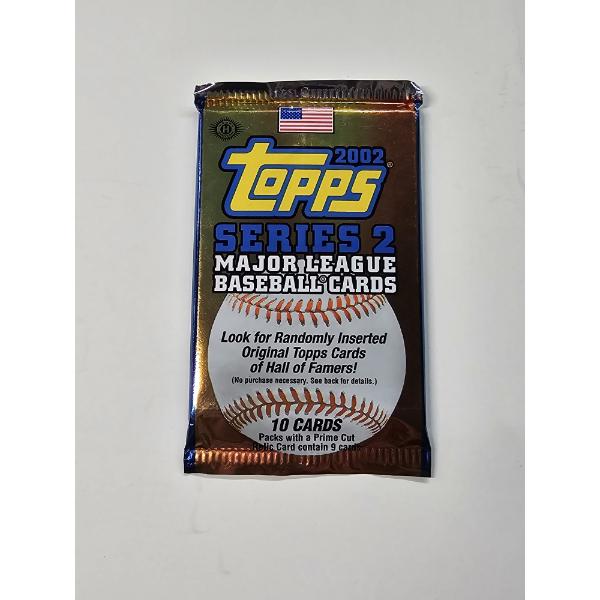 H
2002
Topps®
SERIES 2
MAJOR LEAGUE
BASEBALL® CARDS
Look for Randomly Inserted
Original Topps Cards
of Hall of Famers!
(No purchase necessary. See back for details.)
10 CARDS
Packs with a Prime Cut
Relic Card contain 9 cards